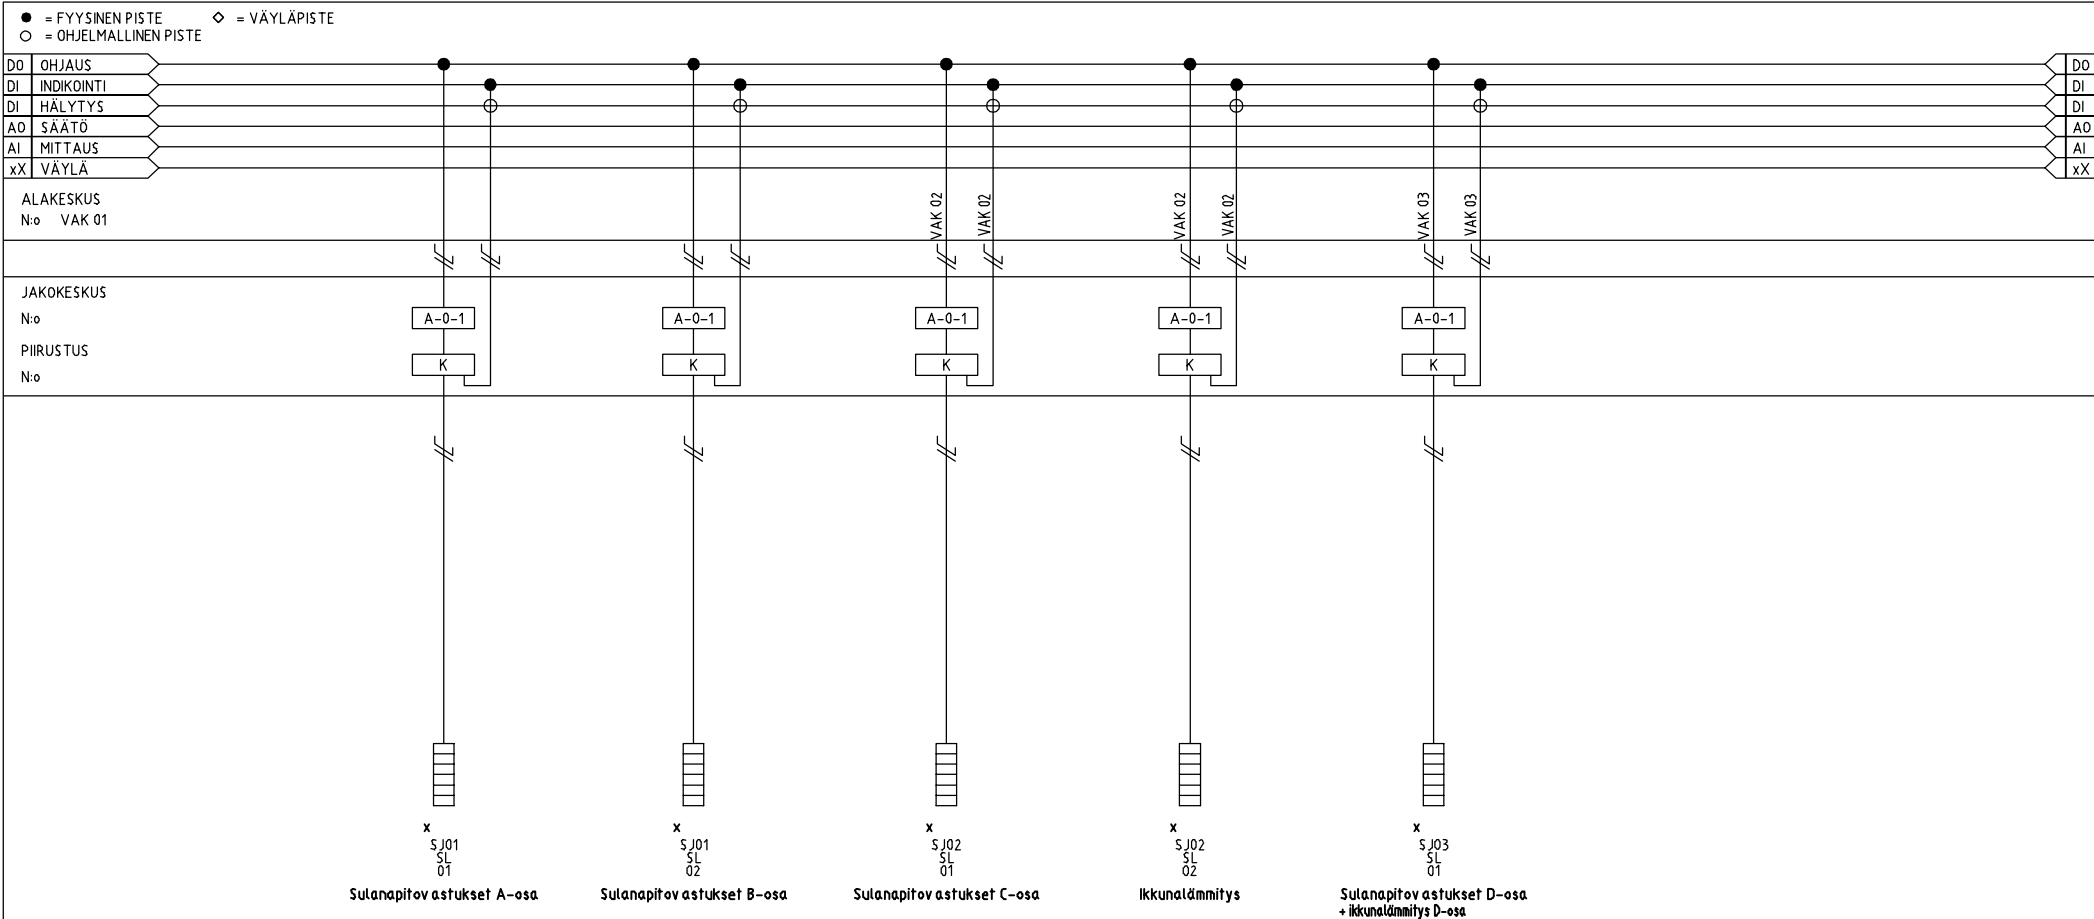 = FYYSINEN PISTE = VÄYLÄPISTE
= OHJELMALLINEN PISTE
DO OHJAUS DO
DI INDIKOINTI DI
DI HÄLYTYS DI
AO SÄÄTÖ AO
AI MITTAUS AI
xX VÄYLÄ xX
ALAKESKUS
N:o VAK 01
VAK 02 VAK 02 VAK 02 VAK 02 VAK 03 VAK 03
JAKOKESKUS
N:o A-0-1 A-0-1 A-0-1 A-0-1 A-0-1
PIIRUSTUS
K K K K K
N:o
x x x x x
SJ01 SJ01 SJ02 SJ02 SJ03
SL SL SL SL SL
01 02 01 02 01
Sulanapitovastukset A-osa Sulanapitovastukset B-osa Sulanapitovastukset C-osa Ikkunalämmitys Sulanapitovastukset D-osa
+ ikkunalämmitys D-osa